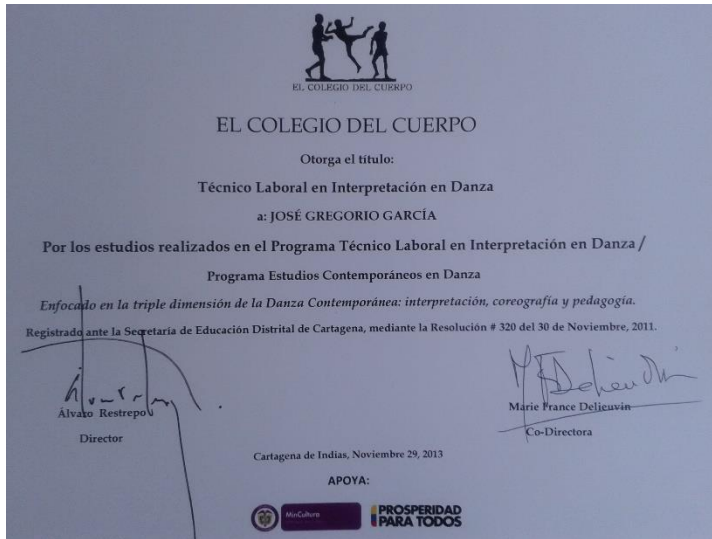 EL COLEGIO DEL CUERPO
EL COLEGIO DEL CUERPO
Otorga el título:
Técnico Laboral en Interpretación en Danza
a: JOSÉ GREGORIO GARCÍA
Por los estudios realizados en el Programa Técnico Laboral en Interpretación en Danza /
Programa Estudios Contemporáneos en Danza
Enfocado en la triple dimensión de la Danza Contemporánea: interpretación, coreografía y pedagogía.
Registrado ante la Secretaría de Educación Distrital de Cartagena, mediante la Resolución # 320 del 30 de Noviembre, 2011.
Álvaro Restrepo
Director
Marie France Delieuvin
Co-Directora
Cartagena de Indias, Noviembre 29, 2013
APOYA:
MinCultura
PROSPERIDAD
PARA TODOS